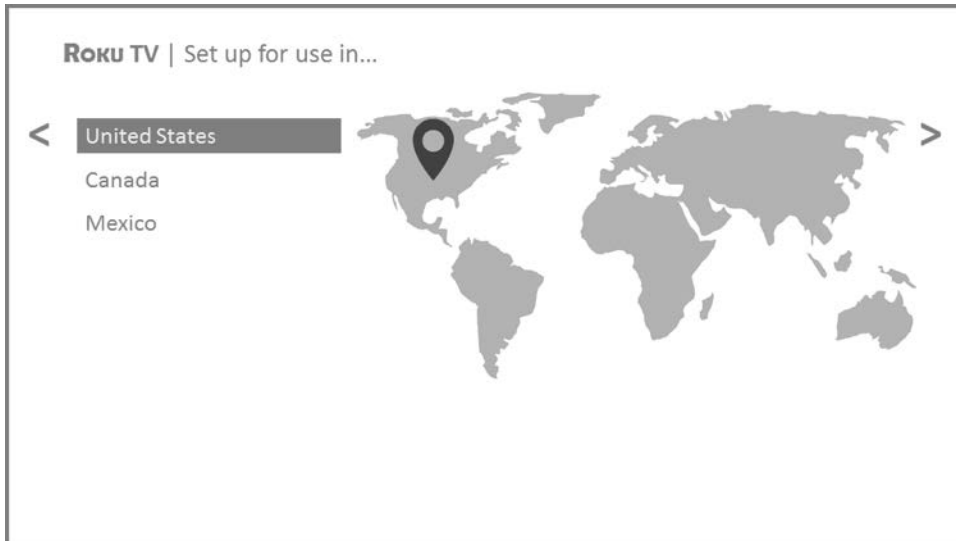 ROKU TV | Set up for use in...
< United States >
Canada
Mexico